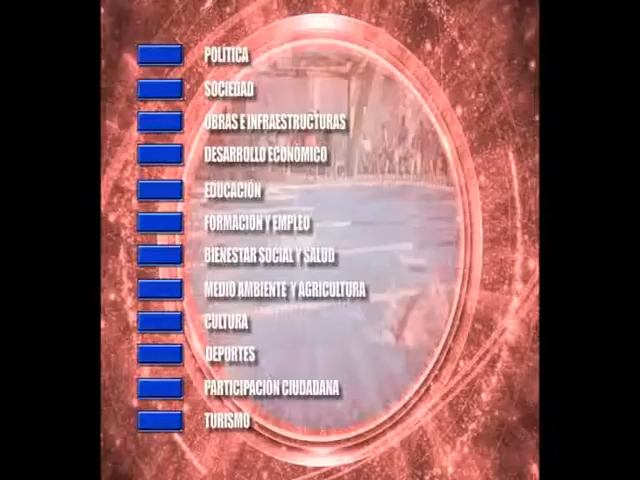 POLÍTICA
SOCIEDAD
OBRAS E INFRAESTRUCTURAS
DESARROLLO ECONÓMICO
EDUCACIÓN
FORMACION Y EMPLEO
BIENESTAR SOCIAL Y SALUD
MEDIO AMBIENTE Y AGRICULTURA
CULTURA
DEPORTES
PARTICIPACIÓN CIUDADANA
TURISMO